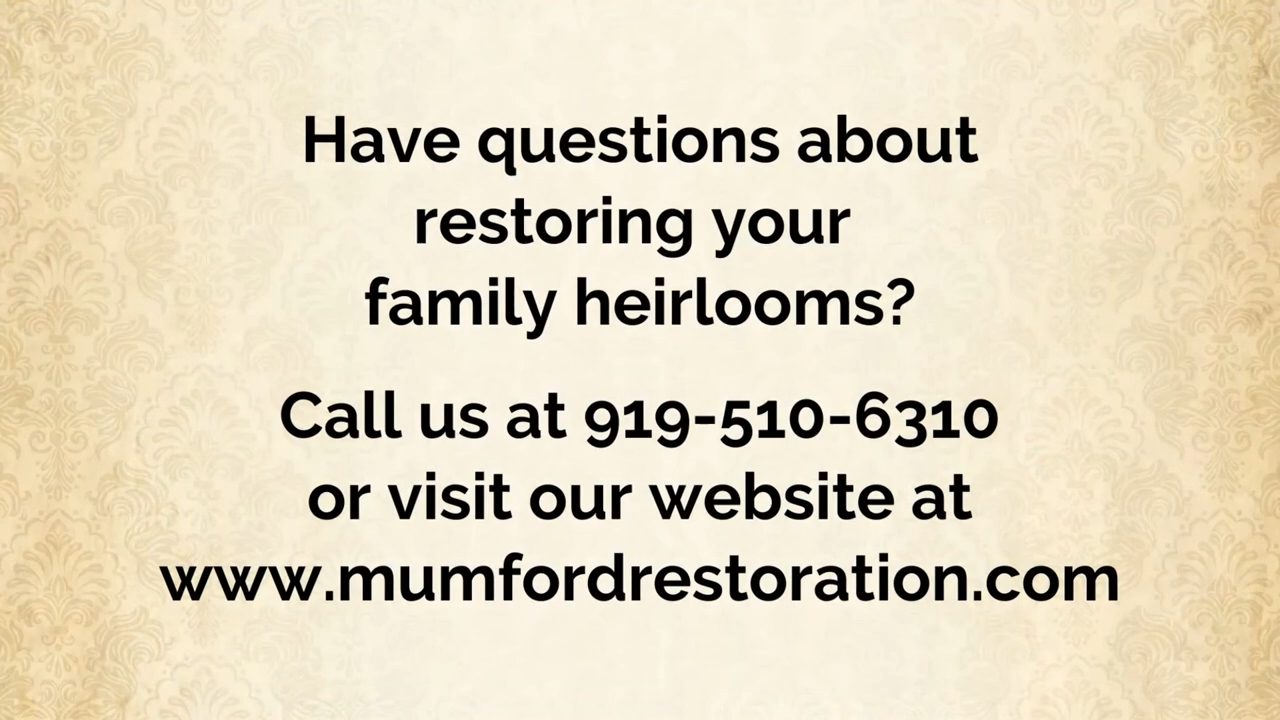 Have questions about
restoring your
family heirlooms?
Call us at 919-510-6310
or visit our website at
www.mumfordrestoration.com